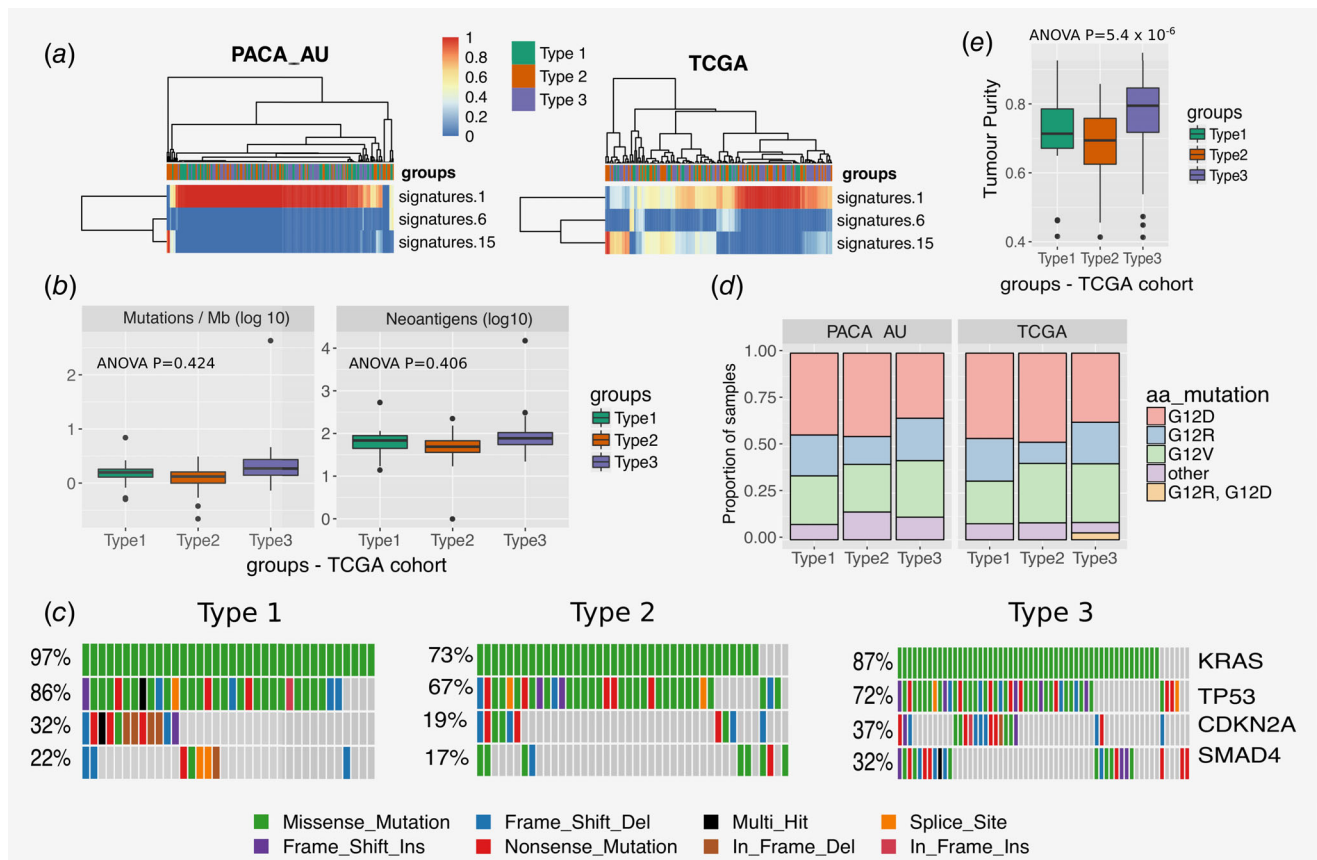 (a)
PACA_AU
1
0.8
0.6
0.4
0.2
0
Type 1
Type 2
Type 3
TCGA
groups
signatures.1
signatures.6
signatures.15
groups
signatures.1
signatures.6
signatures.15
(e)
ANOVA P=5.4 x 10-6
Tumour Purity
0.8
0.6
0.4
Type1 Type2 Type3
groups - TCGA cohort
groups
Type1
Type2
Type3
(b)
Mutations / Mb (log 10)
ANOVA P=0.424
2
1
0
Type1 Type2 Type3
Neoantigens (log10)
ANOVA P=0.406
4
3
2
1
0
Type1 Type2 Type3
groups - TCGA cohort
groups
Type1
Type2
Type3
(d)
PACA AU
TCGA
Proportion of samples
1.00
0.75
0.50
0.25
0.00
Type1 Type2 Type3
Type1 Type2 Type3
aa_mutation
G12D
G12R
G12V
other
G12R, G12D
(c)
Type 1
97%
86%
32%
22%
Type 2
73%
67%
19%
17%
Type 3
87%
72%
37%
32%
KRAS
TP53
CDKN2A
SMAD4
Missense_Mutation
Frame_Shift_Del
Multi_Hit
Splice_Site
Frame_Shift_Ins
Nonsense_Mutation
In_Frame_Del
In_Frame_Ins